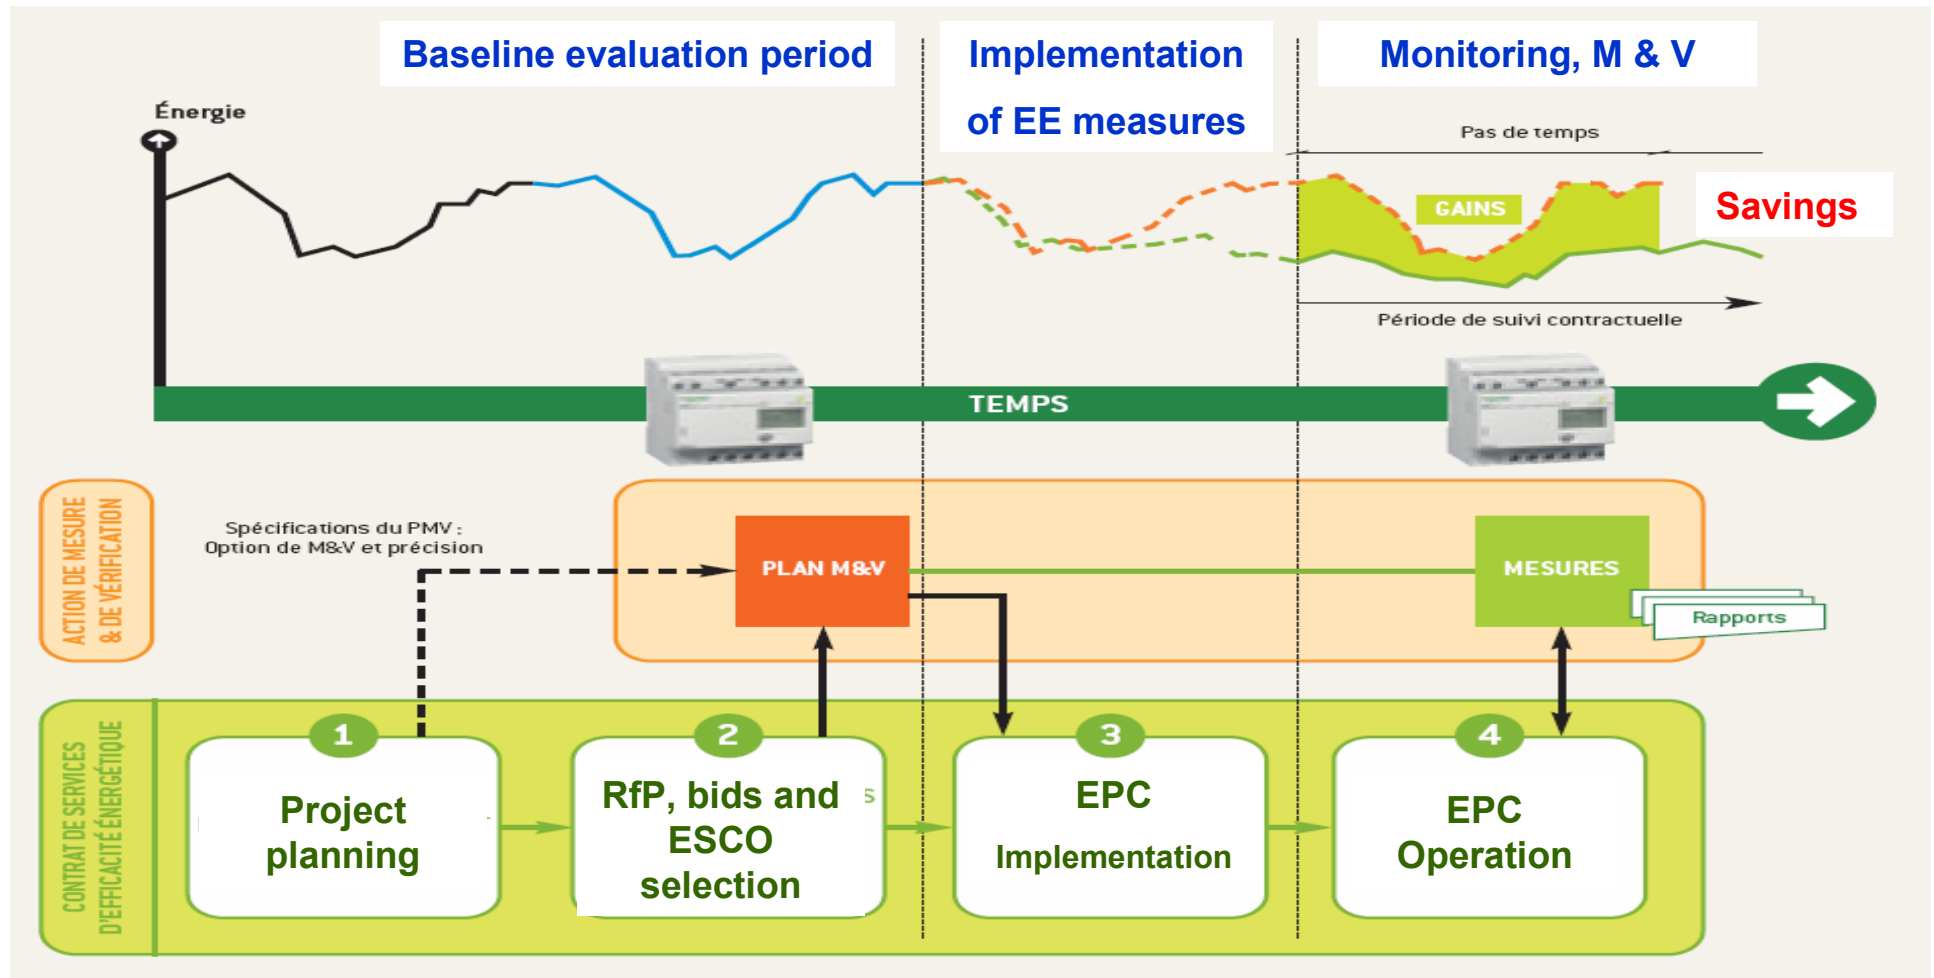 Baseline evaluation period
Implementation
of EE measures
Monitoring, M & V
Énergie
Pas de temps
GAINS
Savings
Période de suivi contractuelle
TEMPS
ACTION DE MESURE
& DE VÉRIFICATION
Spécifications du PMV :
Option de M&V et précision
PLAN M&V
MESURES
Rapports
CONTRAT DE SERVICES
D'EFFICACITÉ ÉNERGÉTIQUE
1
Project
planning
2
RfP, bids and
ESCO
selection
s
3
EPC
Implementation
4
EPC
Operation